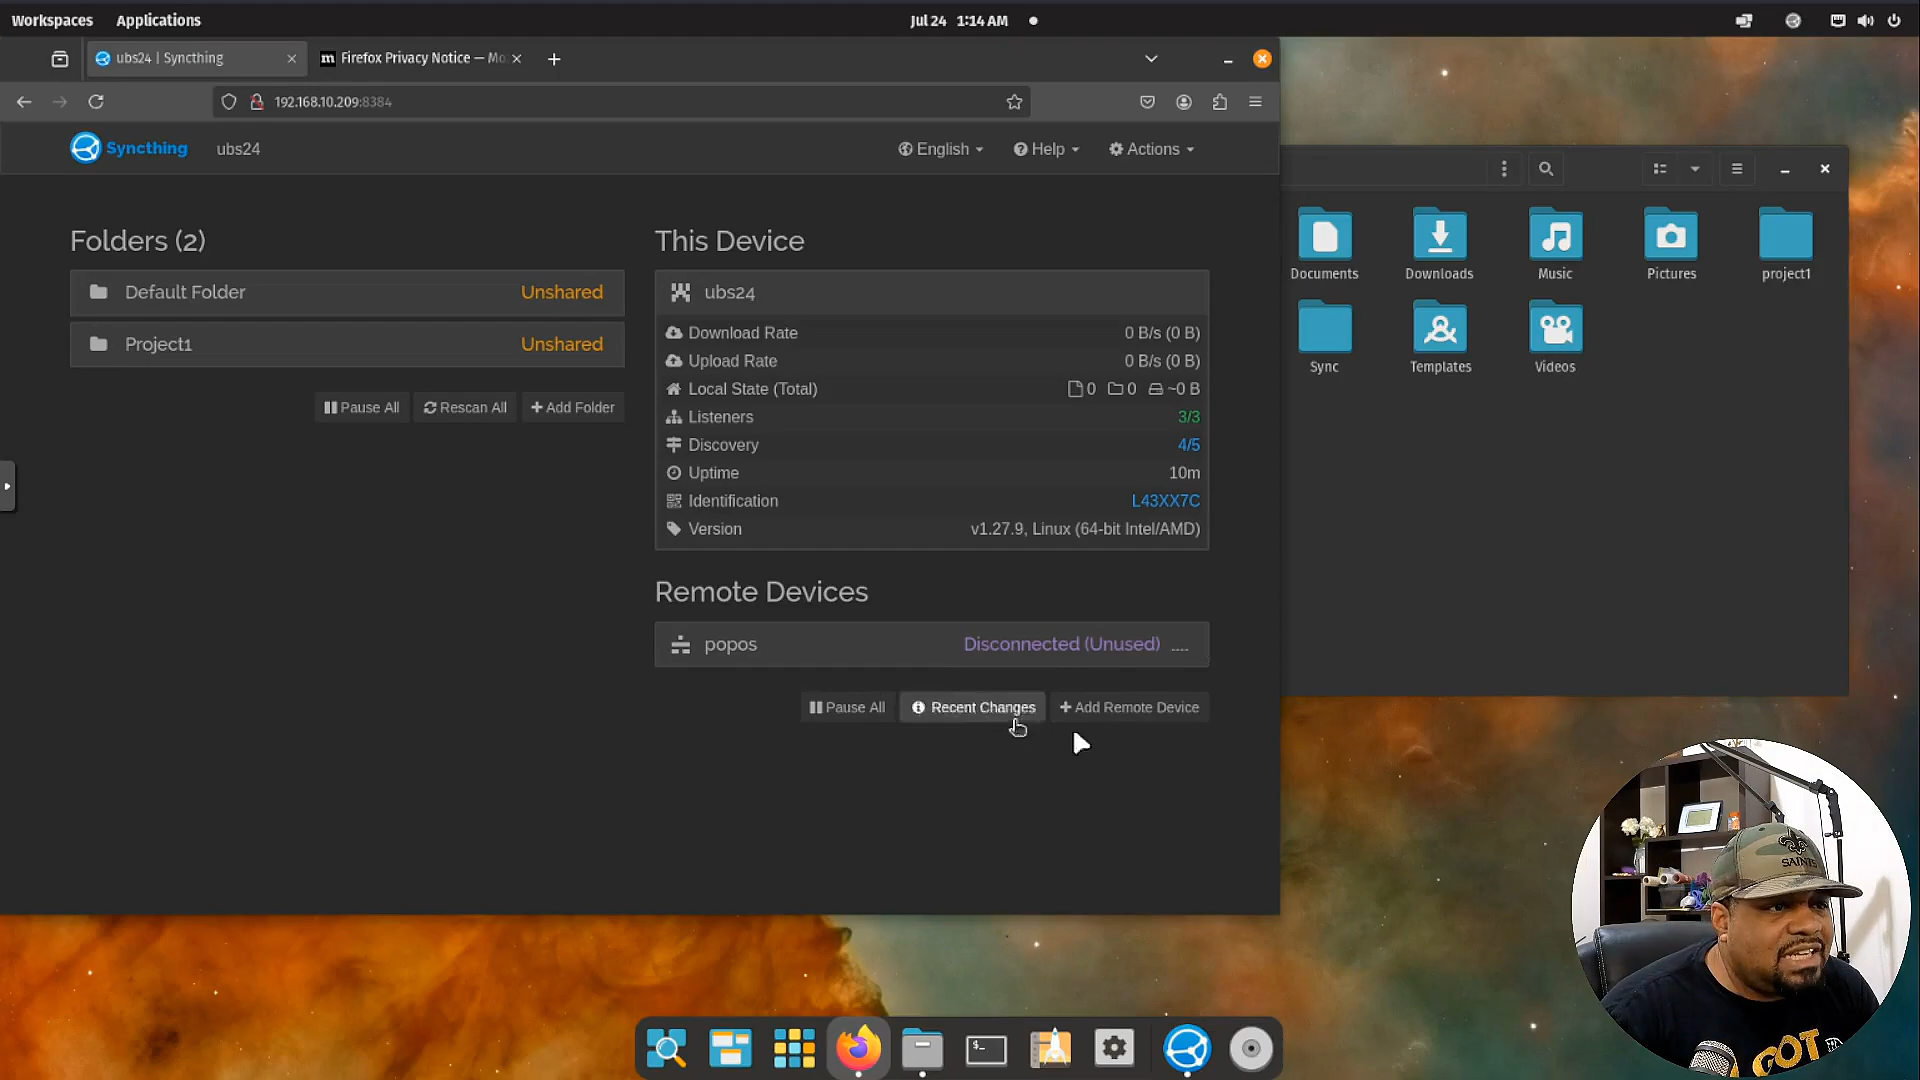 Workspaces Applications Jul 24 1:14 AM
ubs24 | Syncthing m Firefox Privacy Notice — Mo
192.168.10.209:8384
Syncthing ubs24 English Help Actions
Folders (2)
Default Folder Unshared
Project1 Unshared
Pause All Rescan All Add Folder
This Device
ubs24
Download Rate 0 B/s (0 B)
Upload Rate 0 B/s (0 B)
Local State (Total) 0 0 ~0 B
Listeners 3/3
Discovery 4/5
Uptime 10m
Identification L43XX7C
Version v1.27.9, Linux (64-bit Intel/AMD)
Remote Devices
popos Disconnected (Unused)
Pause All Recent Changes Add Remote Device
Documents Downloads Music Pictures project1
Sync Templates Videos
SAINTS
GOT